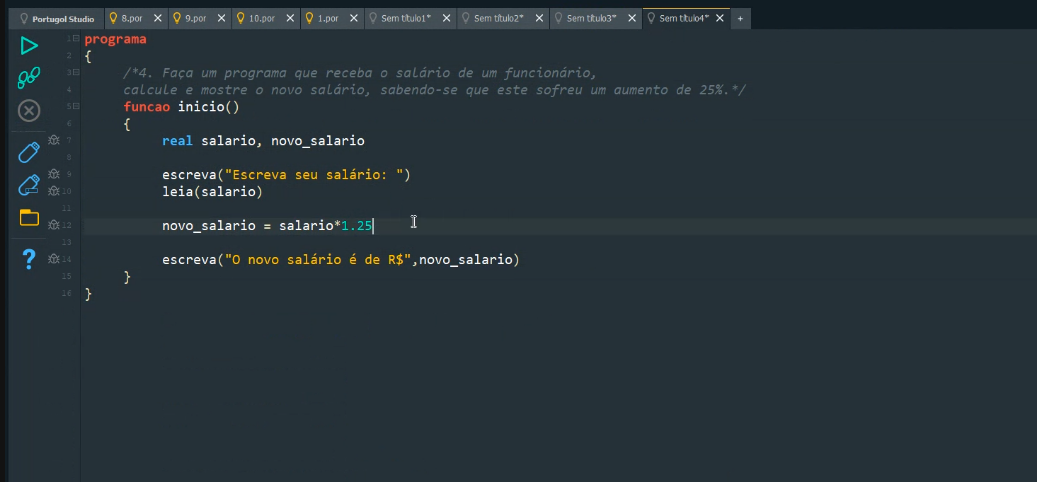 Portugol Studio 8.por 9.por 10.por 1.por Sem título1* Sem título2* Sem título3* Sem título4* +
1 programa
2 {
3 /*4. Faça um programa que receba o salário de um funcionário,
4 calcule e mostre o novo salário, sabendo-se que este sofreu um aumento de 25%.*/
5 funcao inicio()
6 {
7 real salario, novo_salario
8
9 escreva("Escreva seu salário: ")
10 leia(salario)
11
12 novo_salario = salario*1.25
13
14 escreva("O novo salário é de R$",novo_salario)
15 }
16 }